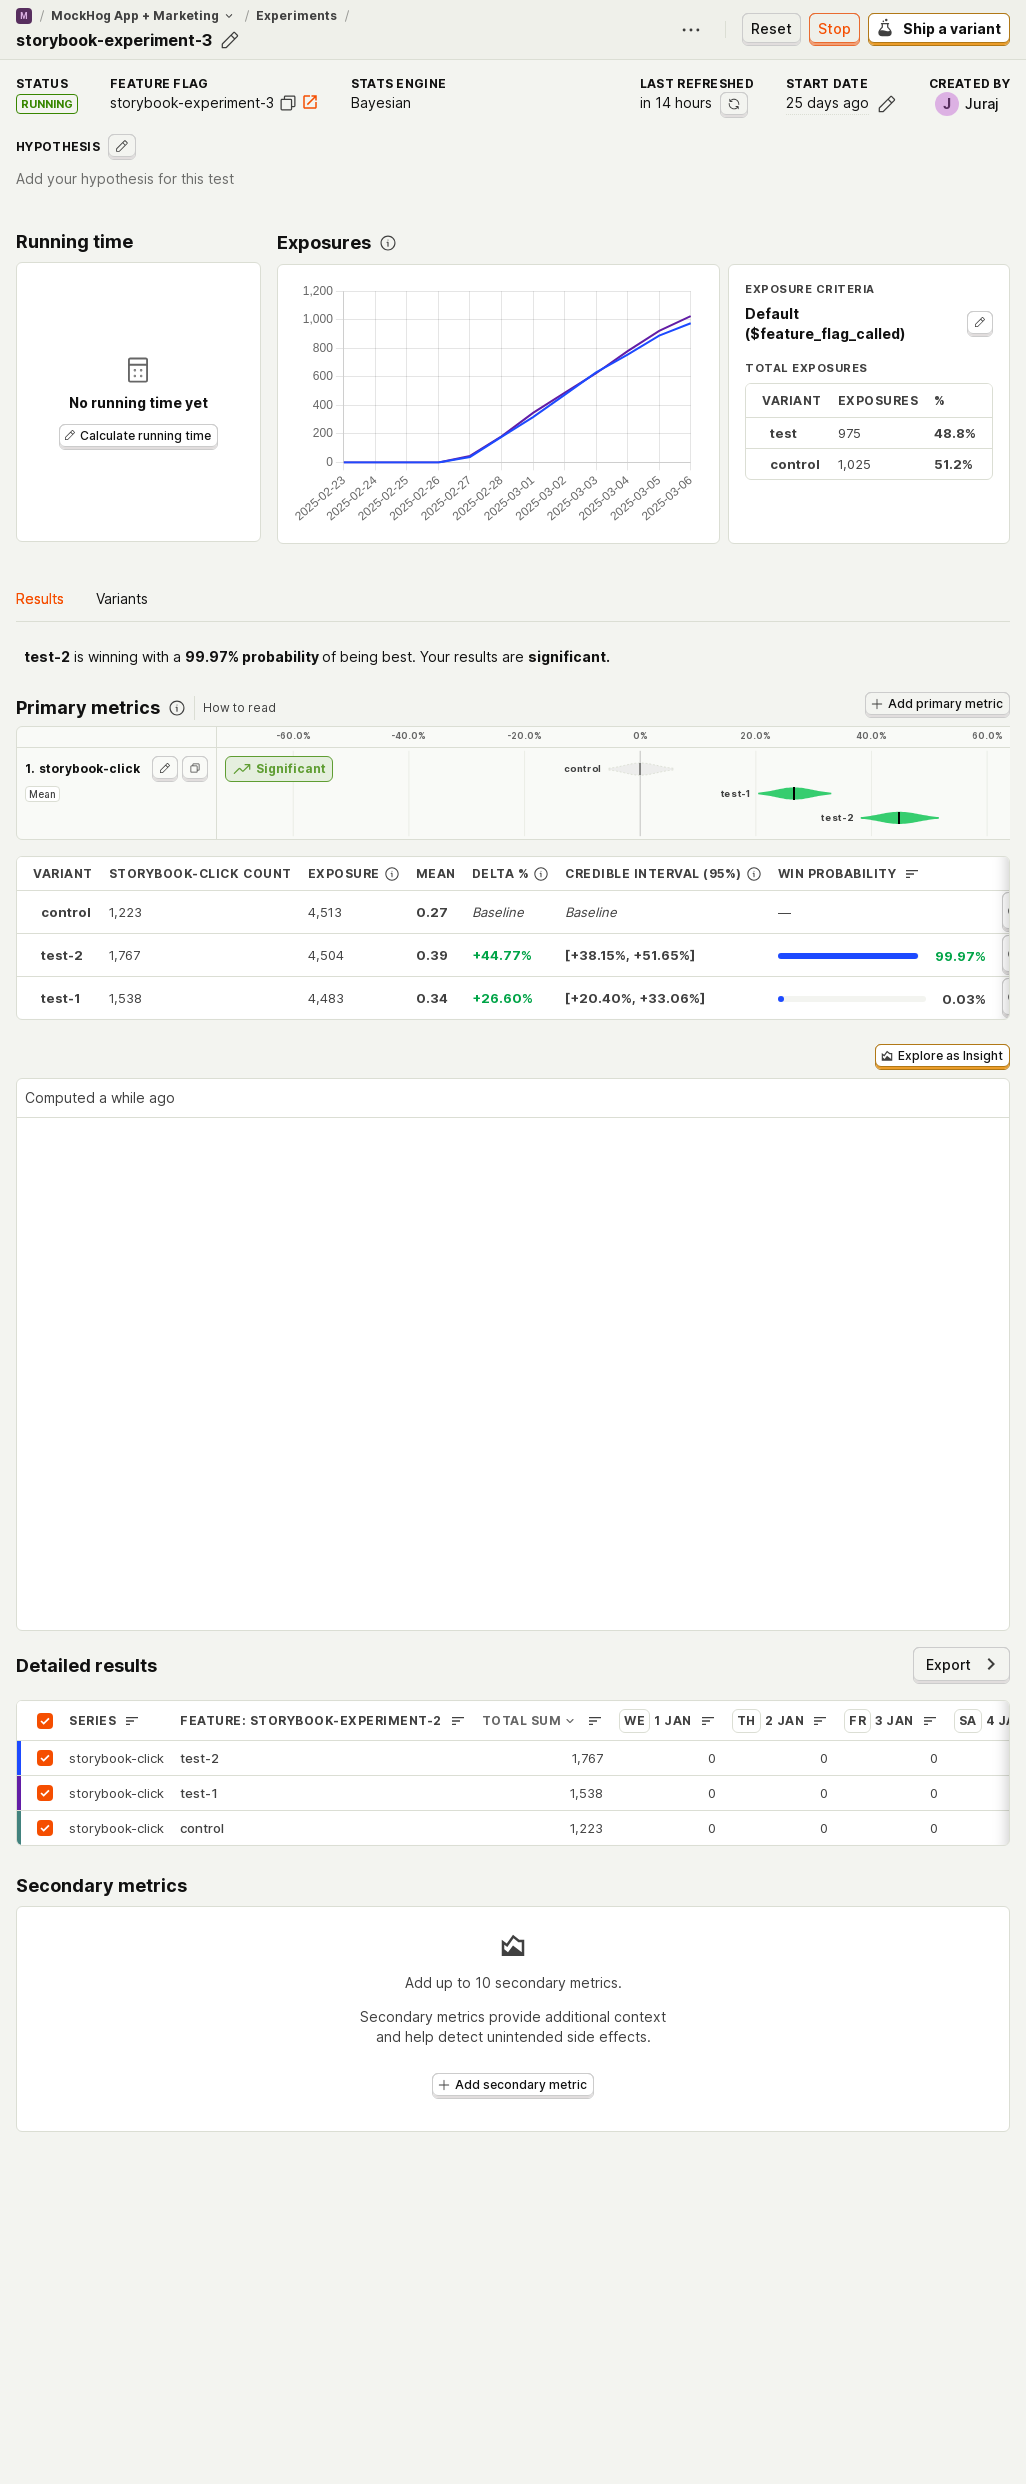 M / MockHog App + Marketing / Experiments /
storybook-experiment-3
Reset
Stop
Ship a variant
STATUS
RUNNING
FEATURE FLAG
storybook-experiment-3
STATS ENGINE
Bayesian
LAST REFRESHED
in 14 hours
START DATE
25 days ago
CREATED BY
J Juraj
HYPOTHESIS
Add your hypothesis for this test
Running time
No running time yet
Calculate running time
Exposures
1,200
1,000
800
600
400
200
0
2025-02-23
2025-02-24
2025-02-25
2025-02-26
2025-02-27
2025-02-28
2025-03-01
2025-03-02
2025-03-03
2025-03-04
2025-03-05
2025-03-06
EXPOSURE CRITERIA
Default
($feature_flag_called)
TOTAL EXPOSURES
VARIANT EXPOSURES %
test 975 48.8%
control 1,025 51.2%
Results Variants
test-2 is winning with a 99.97% probability of being best. Your results are significant.
Primary metrics
How to read
Add primary metric
-60.0% -40.0% -20.0% 0% 20.0% 40.0% 60.0%
1. storybook-click
Mean
Significant
control
test-1
test-2
VARIANT STORYBOOK-CLICK COUNT EXPOSURE MEAN DELTA % CREDIBLE INTERVAL (95%) WIN PROBABILITY
control 1,223 4,513 0.27 Baseline Baseline —
test-2 1,767 4,504 0.39 +44.77% [+38.15%, +51.65%] 99.97%
test-1 1,538 4,483 0.34 +26.60% [+20.40%, +33.06%] 0.03%
Explore as Insight
Computed a while ago
Detailed results
Export
SERIES FEATURE: STORYBOOK-EXPERIMENT-2 TOTAL SUM WE 1 JAN TH 2 JAN FR 3 JAN SA 4 JA
storybook-click test-2 1,767 0 0 0
storybook-click test-1 1,538 0 0 0
storybook-click control 1,223 0 0 0
Secondary metrics
Add up to 10 secondary metrics.
Secondary metrics provide additional context
and help detect unintended side effects.
Add secondary metric